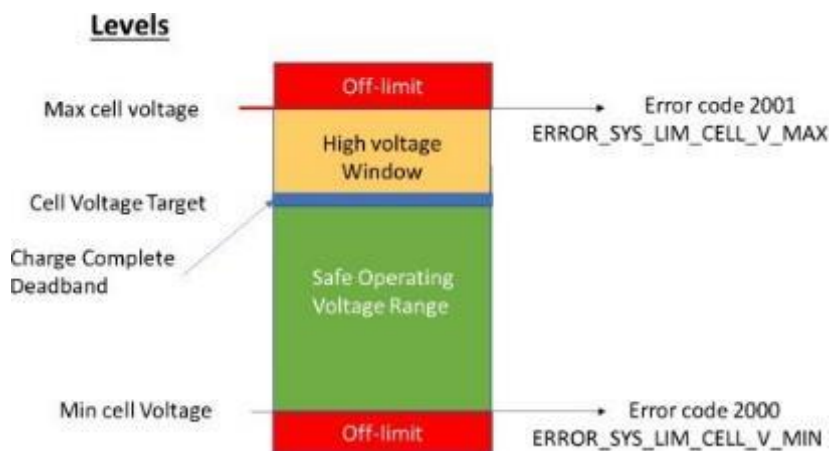 Levels
Off-limit
Max cell voltage
Error code 2001
ERROR_SYS_LIM_CELL_V_MAX
High voltage
Window
Cell Voltage Target
Charge Complete
Deadband
Safe Operating
Voltage Range
Min cell Voltage
Error code 2000
ERROR_SYS_LIM_CELL_V_MIN
Off-limit